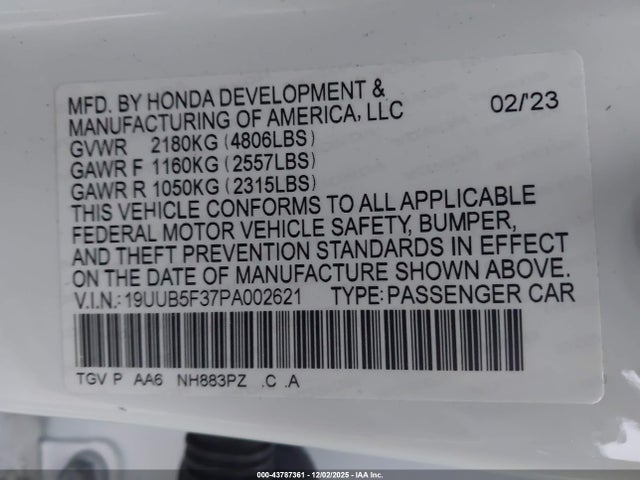 MFD. BY HONDA DEVELOPMENT &
MANUFACTURING OF AMERICA, LLC 02/'23
GVWR 2180KG (4806LBS)
GAWR F 1160KG (2557LBS)
GAWR R 1050KG (2315LBS)
THIS VEHICLE CONFORMS TO ALL APPLICABLE
FEDERAL MOTOR VEHICLE SAFETY, BUMPER,
AND THEFT PREVENTION STANDARDS IN EFFECT
ON THE DATE OF MANUFACTURE SHOWN ABOVE.
V.I.N.: 19UUB5F37PA002621 TYPE: PASSENGER CAR
TGV P AA6 NH883PZ .C .A
000-43787361 - 12/02/2025 - IAA Inc.